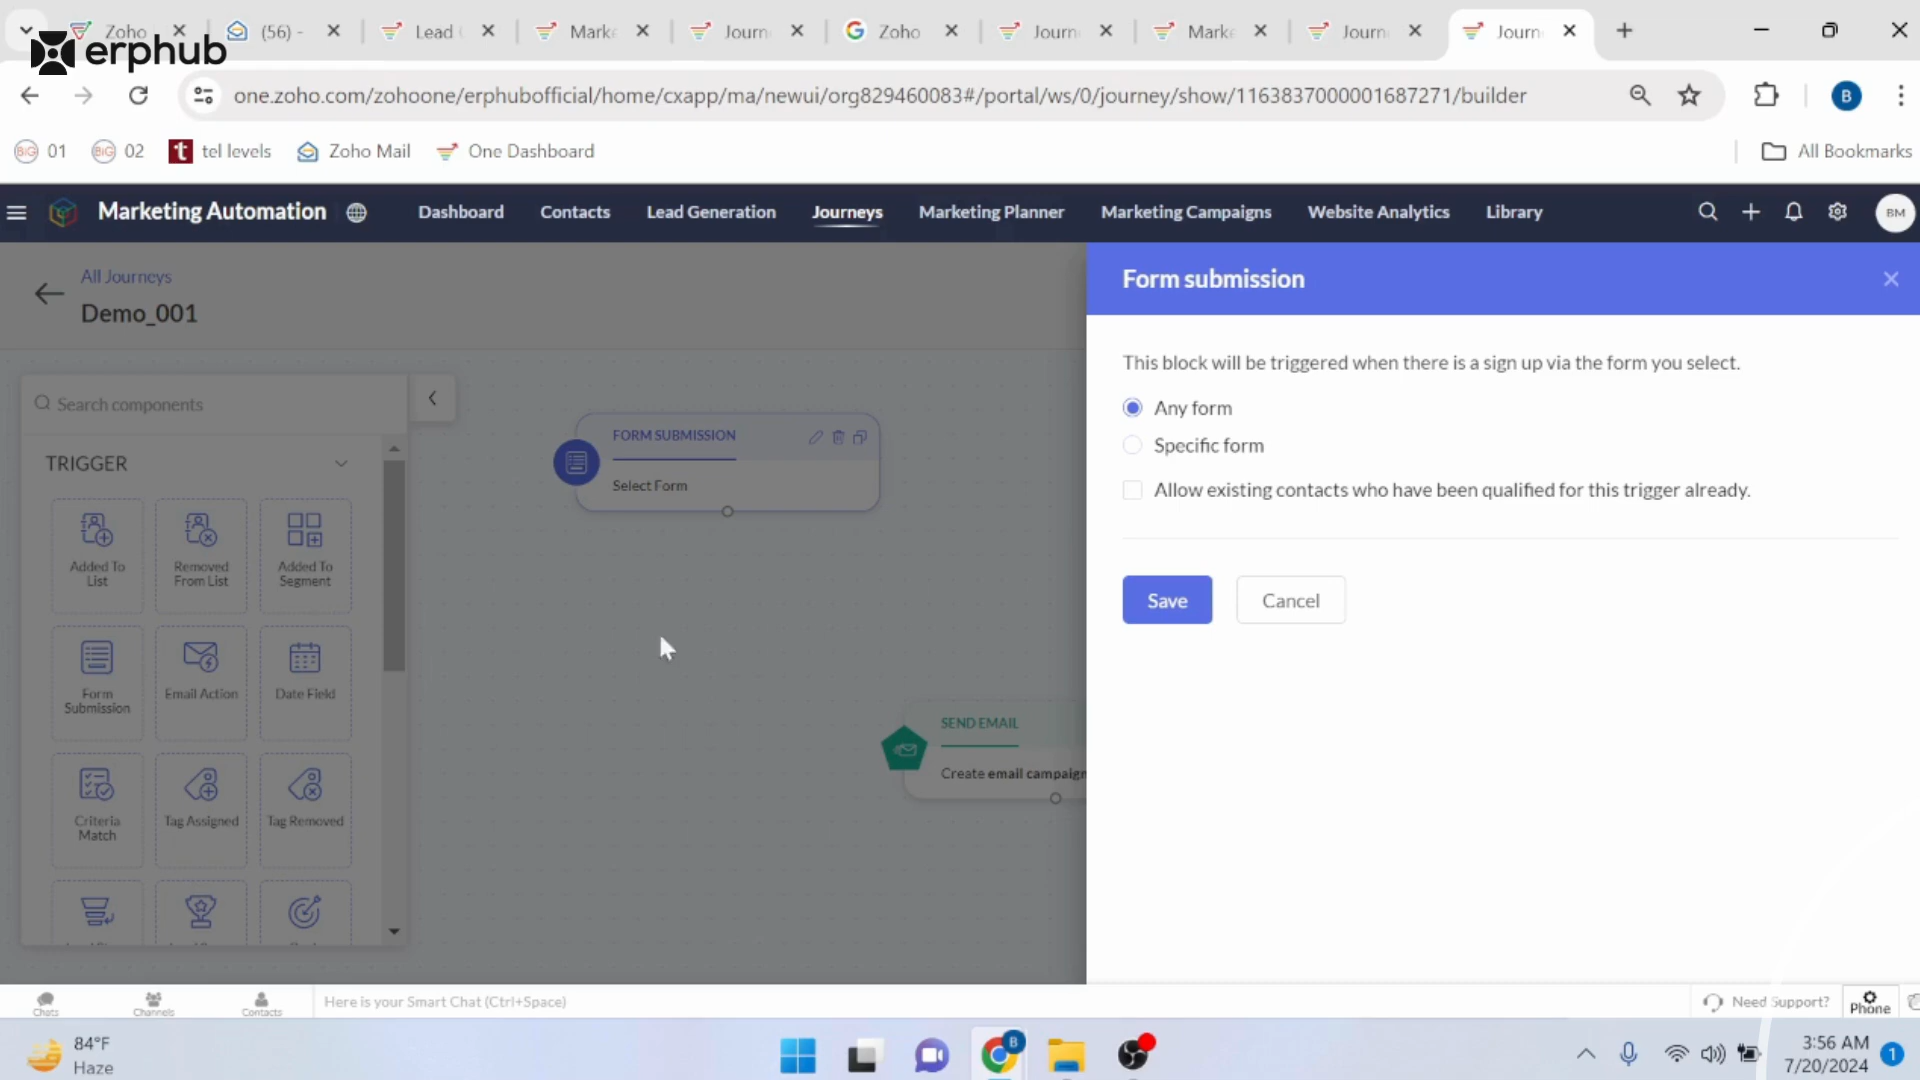 Zoho
(56) -
Lead
Marke
Journ
Zoho
Journ
Marke
Journ
Journ
erphub
one.zoho.com/zohoone/erphubofficial/home/cxapp/ma/newui/org829460083#/portal/ws/0/journey/show/1163837000001687271/builder
B
BIG 01
BIG 02
t tel levels
Zoho Mail
One Dashboard
All Bookmarks
Marketing Automation
Dashboard
Contacts
Lead Generation
Journeys
Marketing Planner
Marketing Campaigns
Website Analytics
Library
BM
All Journeys
Demo_001
Form submission
This block will be triggered when there is a sign up via the form you select.
Any form
Specific form
Allow existing contacts who have been qualified for this trigger already.
Save
Cancel
Search components
TRIGGER
Added To
List
Removed
From List
Added To
Segment
Form
Submission
Email Action
Date Field
Criteria
Match
Tag Assigned
Tag Removed
FORM SUBMISSION
Select Form
SEND EMAIL
Create email campaign
Chats
Channels
Contacts
Here is your Smart Chat (Ctrl+Space)
Need Support?
Phone
84°F
Haze
B
3:56 AM
7/20/2024
1